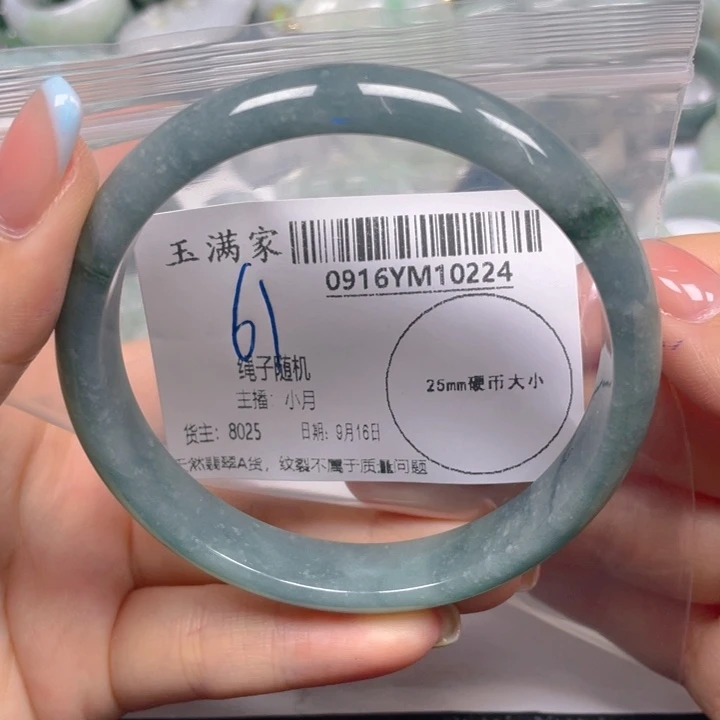 玉满家
0916YM10224
61
绳子随机
25mm硬币大小
主播：小月
货主：8025 日期：9月16日
天然翡翠A货，纹裂不属于质量问题